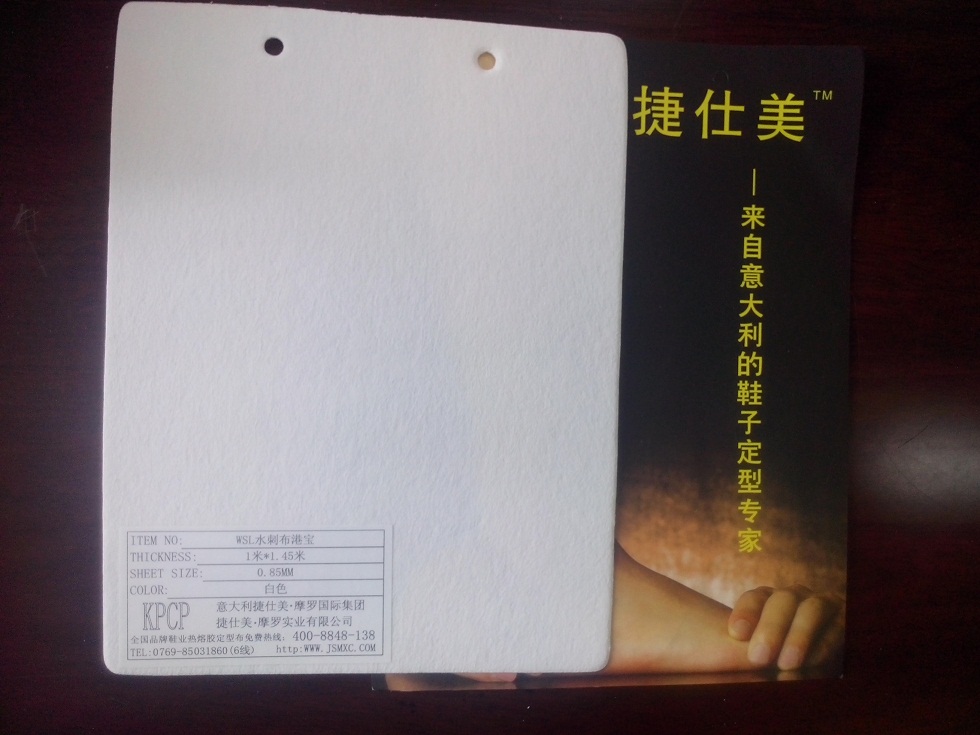 捷仕美™
—来自意大利的鞋子定型专家
ITEM NO: WSL水刺布港宝
THICKNESS: 1米*1.45米
SHEET SIZE: 0.85MM
COLOR: 白色
KPCP
意大利捷仕美·摩罗国际集团
捷仕美·摩罗实业有限公司
全国品牌鞋业热熔胶定型布免费热线: 400-8848-138
TEL:0769-85031860(6线) http:WWW.JSMXC.COM